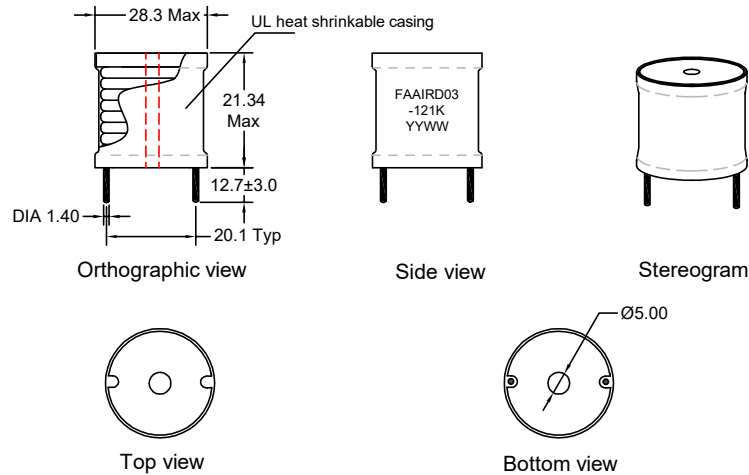 28.3 Max
UL heat shrinkable casing
21.34
Max
12.7±3.0
DIA 1.40
20.1 Typ
Orthographic view
FAAIRD03
-121K
YYWW
Side view
Stereogram
Ø5.00
Top view
Bottom view